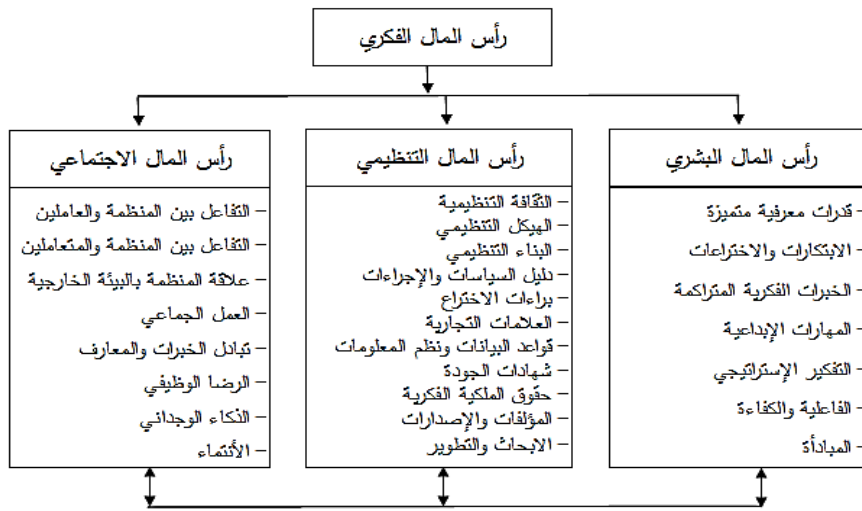 رأس المال الفكري
رأس المال البشري
– قدرات معرفية متميزة
– الابتكارات والاختراعات
– الخبرات الفكرية المتراكمة
– المهارات الإبداعية
– التفكير الإستراتيجي
– الفاعلية والكفاءة
– المبادأة
رأس المال التنظيمي
– الثقافة التنظيمية
– الهيكل التنظيمي
– البناء التنظيمي
– دليل السياسات والإجراءات
– براءات الاختراع
– العلامات التجارية
– قواعد البيانات ونظم المعلومات
– شهادات الجودة
– حقوق الملكية الفكرية
– المؤلفات والإصدارات
– الابحاث والتطوير
رأس المال الاجتماعي
– التفاعل بين المنظمة والعاملين
– التفاعل بين المنظمة والمتعاملين
– علاقة المنظمة بالبيئة الخارجية
– العمل الجماعي
– تبادل الخبرات والمعارف
– الرضا الوظيفي
– الذكاء الوجداني
– الأنتماء